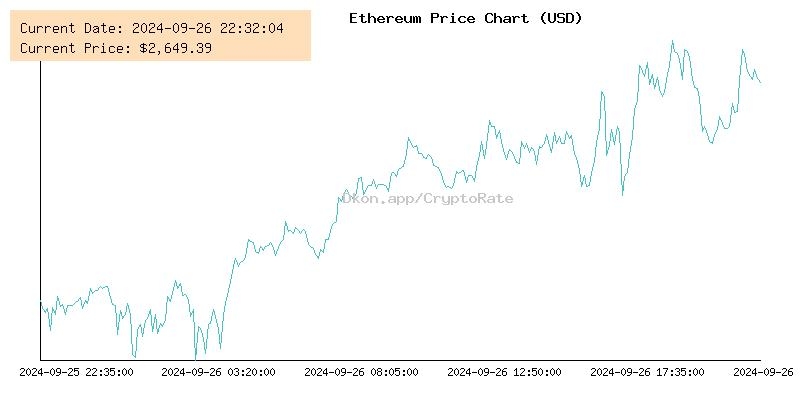 Ethereum Price Chart (USD)
Current Date: 2024-09-26 22:32:04
Current Price: $2,649.39
Dkon.app/CryptoRate
2024-09-25 22:35:00 2024-09-26 03:20:00 2024-09-26 08:05:00 2024-09-26 12:50:00 2024-09-26 17:35:00 2024-09-26